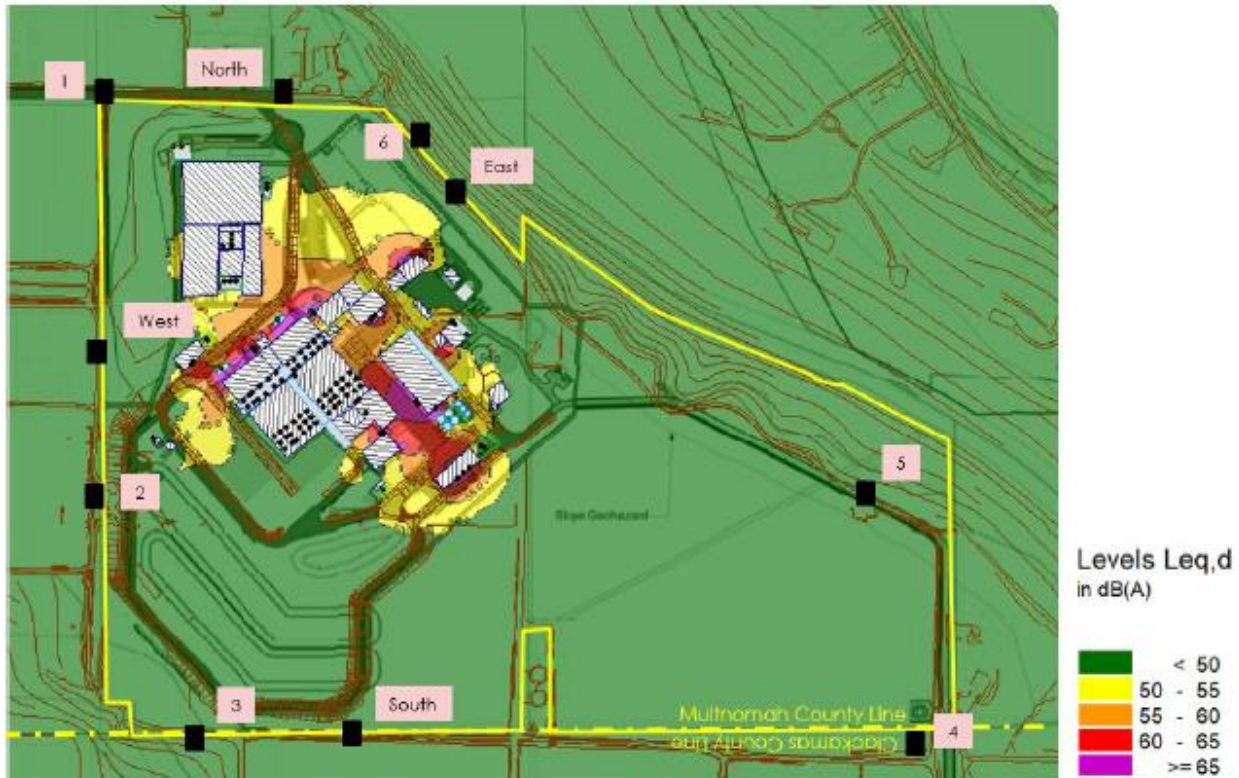 1
North
6
East
West
2
5
Slope Geohazard
3
South
4
Multnomah County Line
Clackamas County Line
Levels Leq,d
in dB(A)
< 50
50 - 55
55 - 60
60 - 65
>= 65